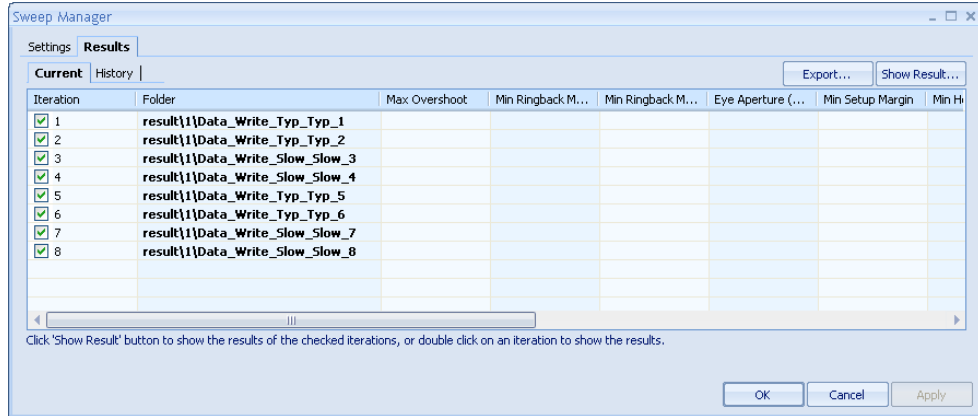 Sweep Manager
Settings Results
Current History Export... Show Result...
Iteration Folder Max Overshoot Min Ringback M... Min Ringback M... Eye Aperture (... Min Setup Margin Min H
1 result\1\Data_Write_Typ_Typ_1
2 result\1\Data_Write_Typ_Typ_2
3 result\1\Data_Write_Slow_Slow_3
4 result\1\Data_Write_Slow_Slow_4
5 result\1\Data_Write_Typ_Typ_5
6 result\1\Data_Write_Typ_Typ_6
7 result\1\Data_Write_Slow_Slow_7
8 result\1\Data_Write_Slow_Slow_8
Click 'Show Result' button to show the results of the checked iterations, or double click on an iteration to show the results.
OK Cancel Apply